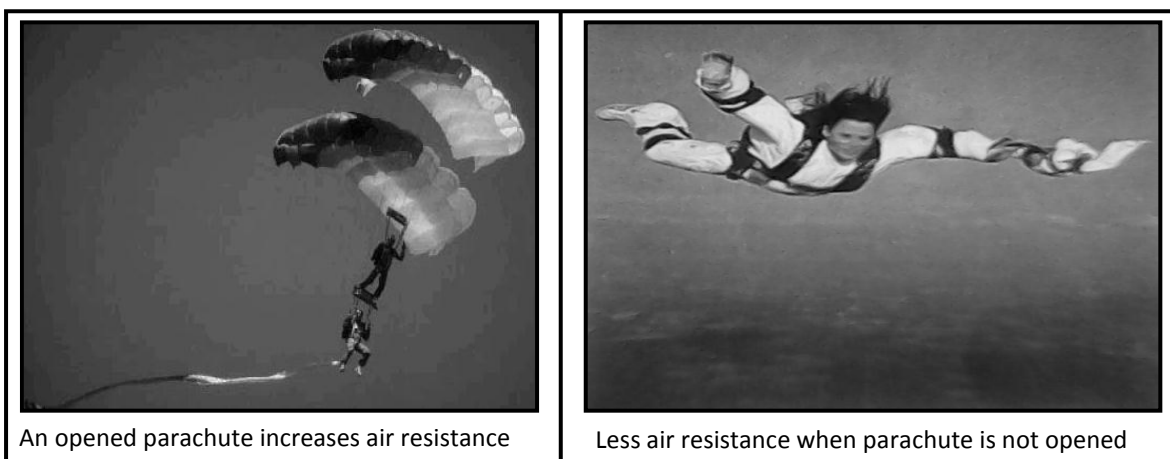 An opened parachute increases air resistance
Less air resistance when parachute is not opened